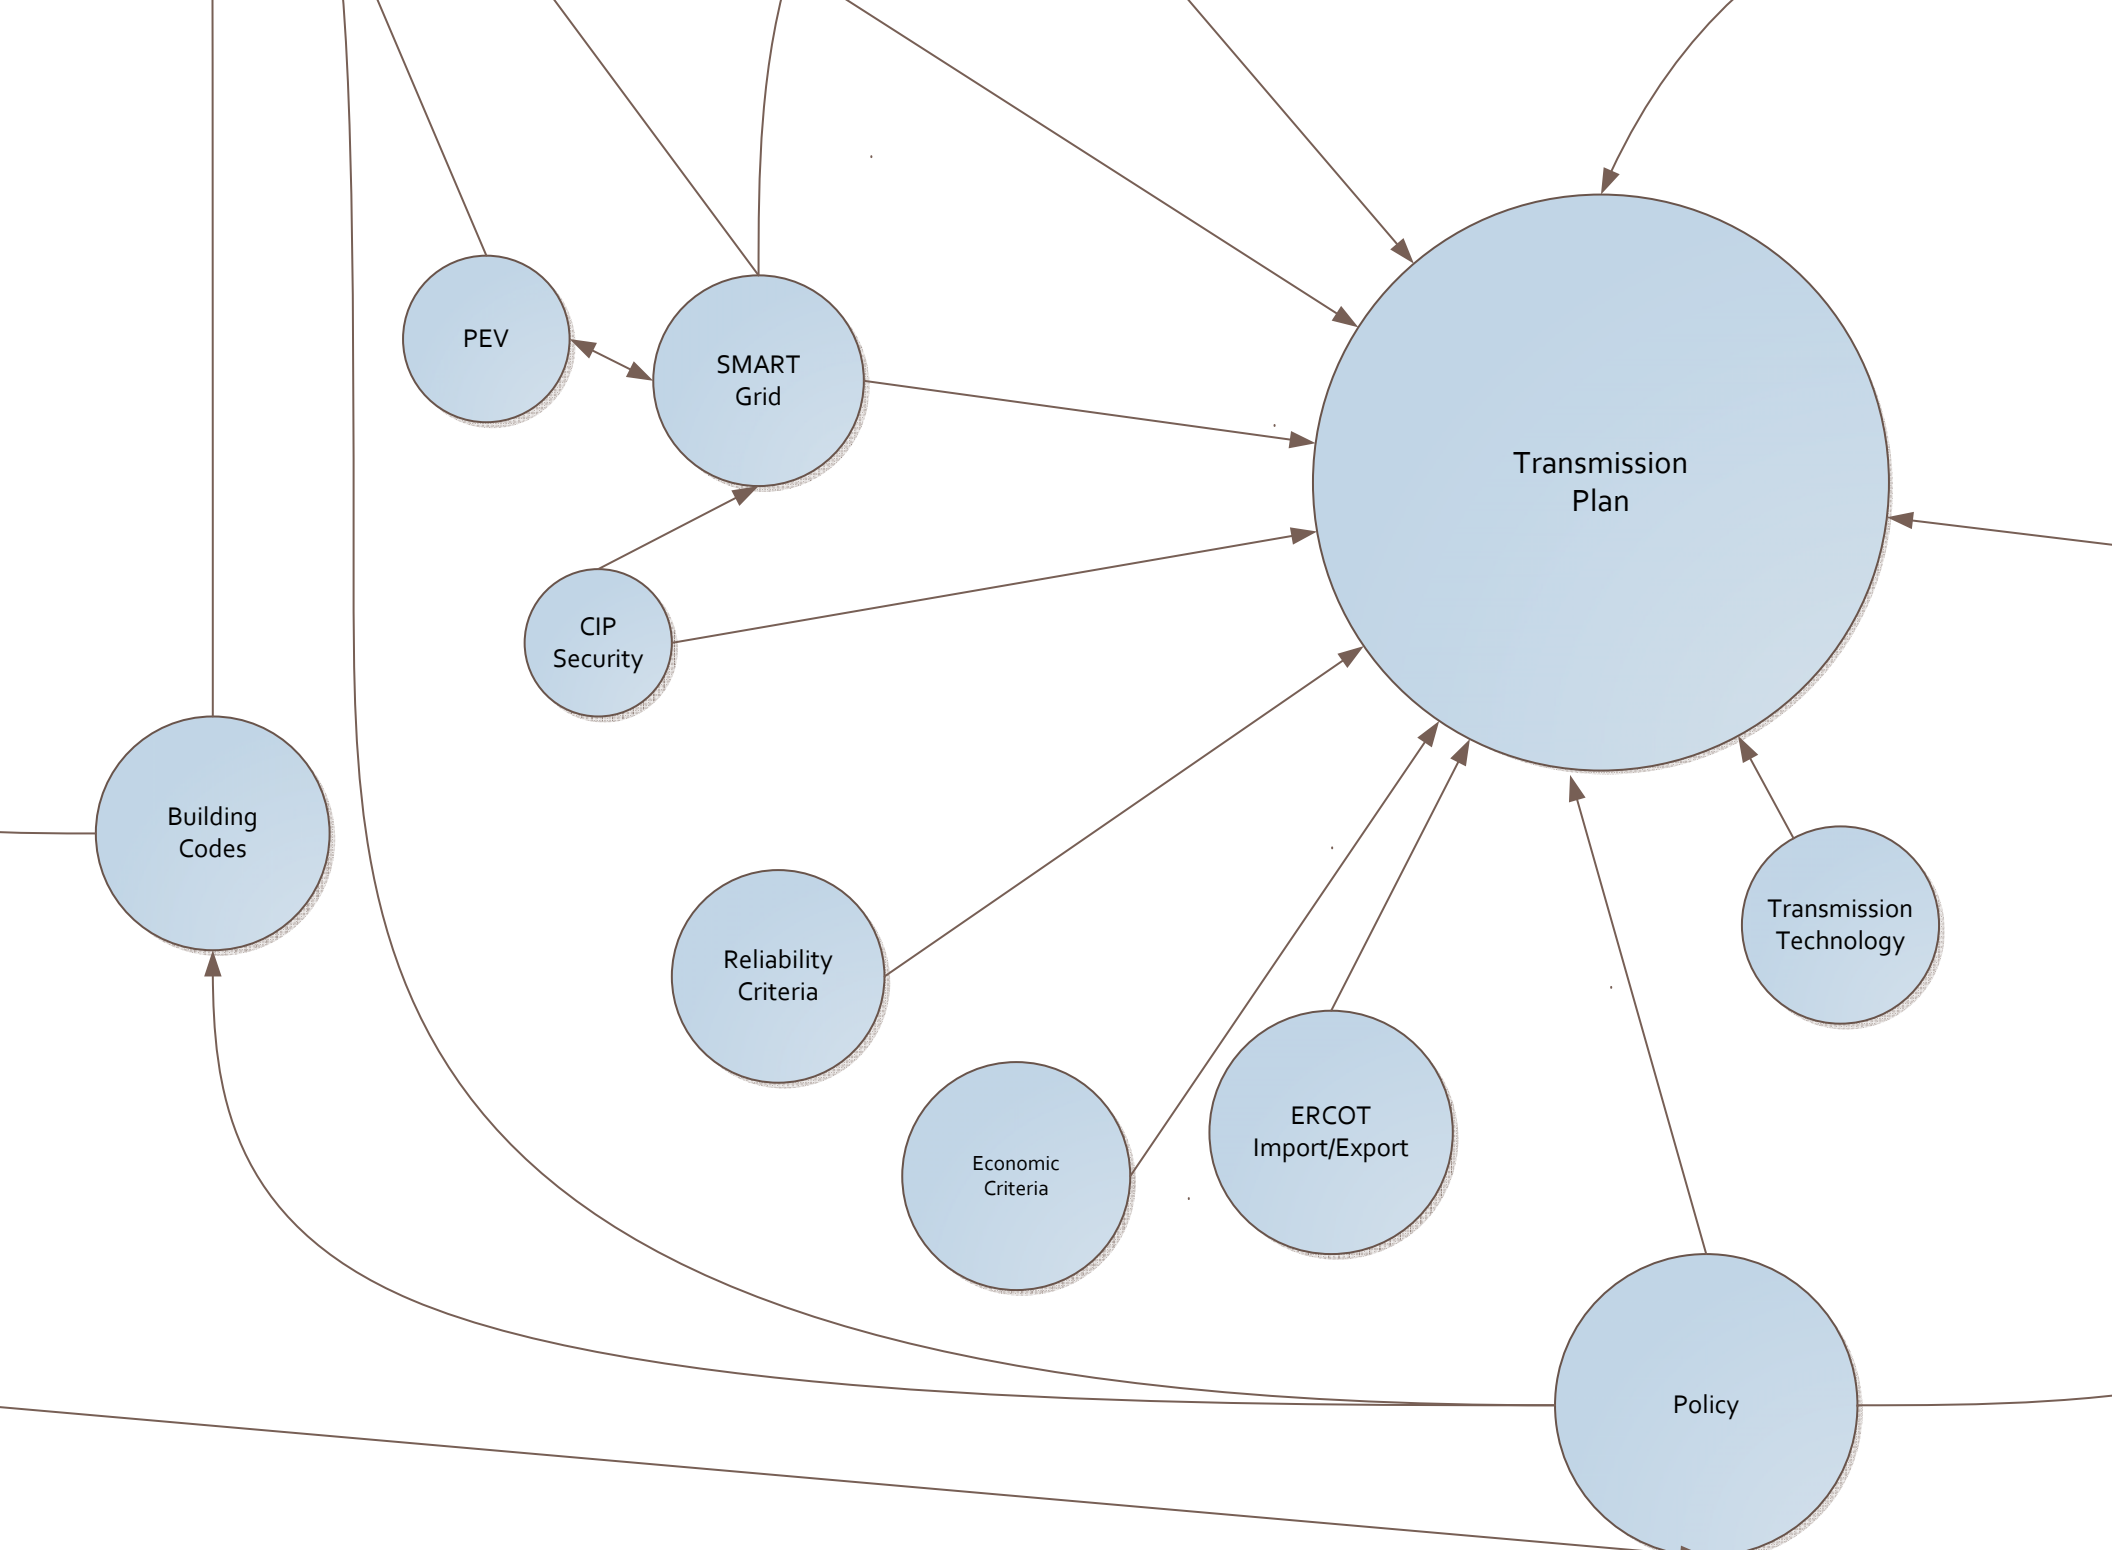 PEV
SMART
Grid
Transmission
Plan
CIP
Security
Building
Codes
Transmission
Technology
Reliability
Criteria
ERCOT
Import/Export
Economic
Criteria
Policy